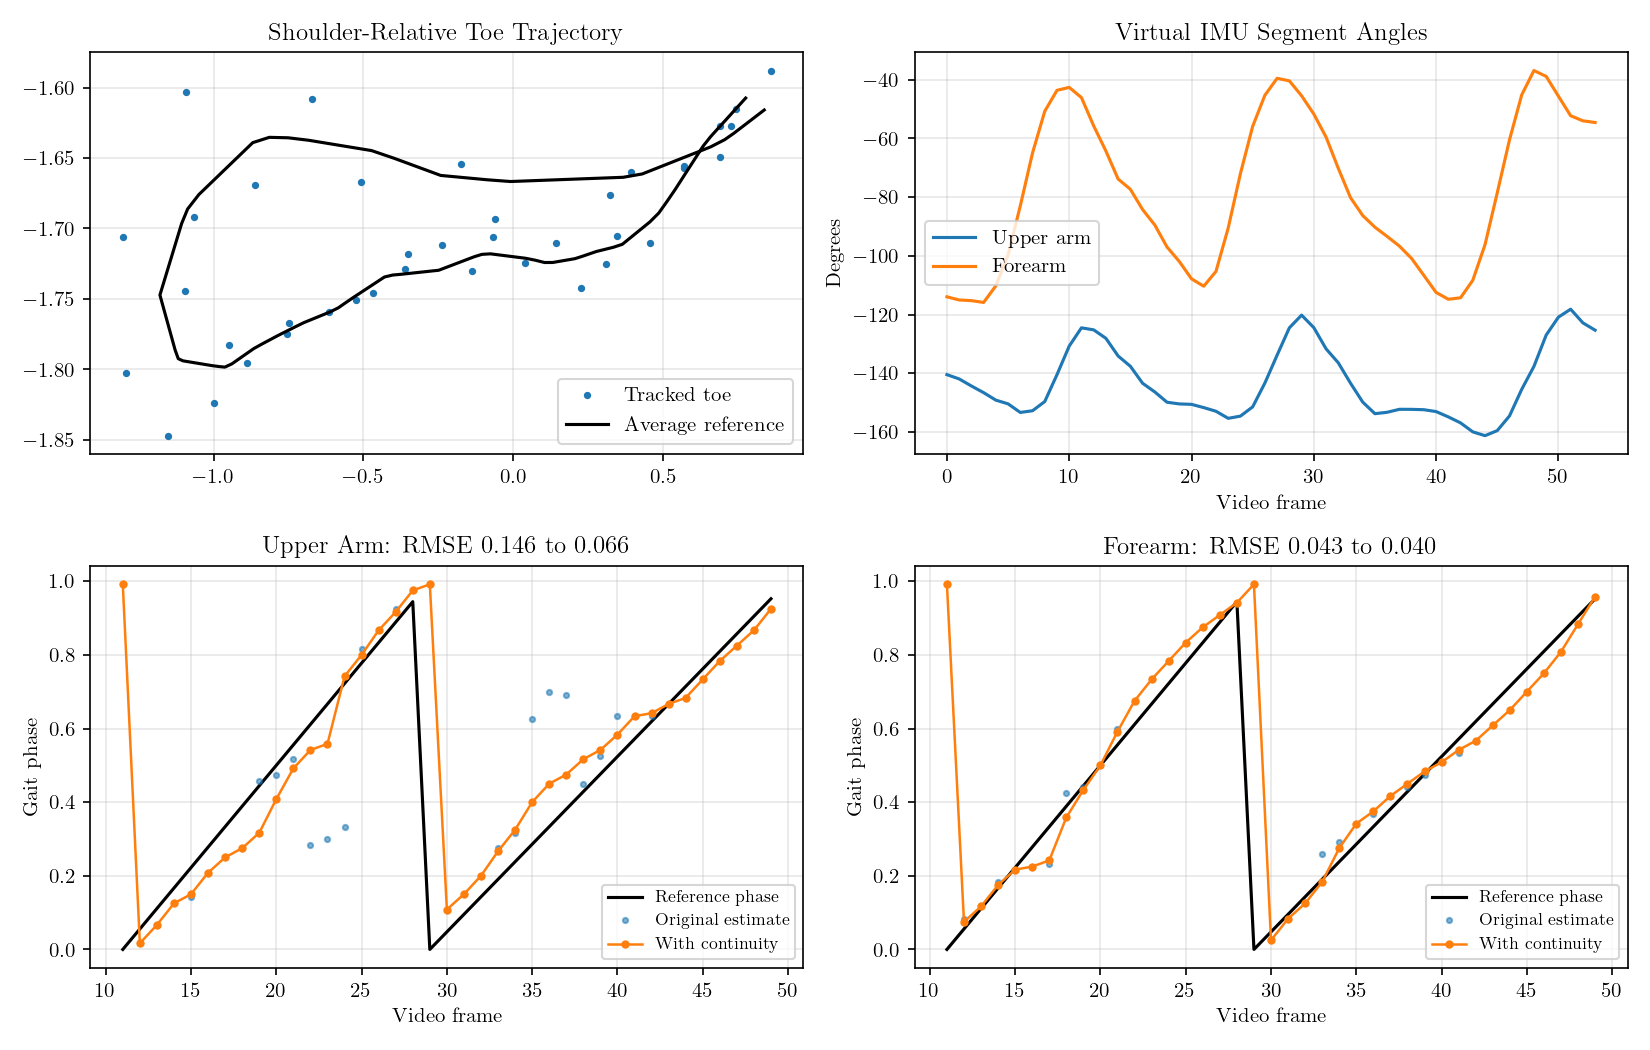 Shoulder-Relative Toe Trajectory
−1.60
−1.65
−1.70
−1.75
−1.80
−1.85
−1.0
−0.5
0.0
0.5
Tracked toe
Average reference
Virtual IMU Segment Angles
Degrees
−40
−60
−80
−100
−120
−140
−160
0
10
20
30
40
50
Video frame
Upper arm
Forearm
Upper Arm: RMSE 0.146 to 0.066
Gait phase
1.0
0.8
0.6
0.4
0.2
0.0
10
15
20
25
30
35
40
45
50
Video frame
Reference phase
Original estimate
With continuity
Forearm: RMSE 0.043 to 0.040
Gait phase
1.0
0.8
0.6
0.4
0.2
0.0
10
15
20
25
30
35
40
45
50
Video frame
Reference phase
Original estimate
With continuity